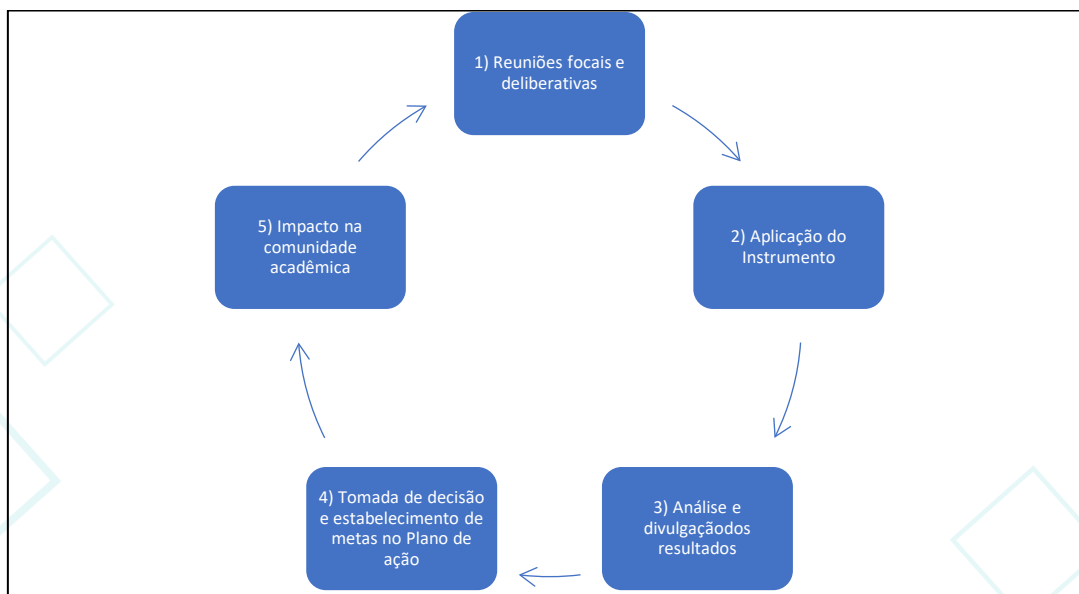 1) Reuniões focais e
deliberativas
2) Aplicação do
Instrumento
3) Análise e
divulgaçãodos
resultados
4) Tomada de decisão
e estabelecimento de
metas no Plano de
ação
5) Impacto na
comunidade
acadêmica